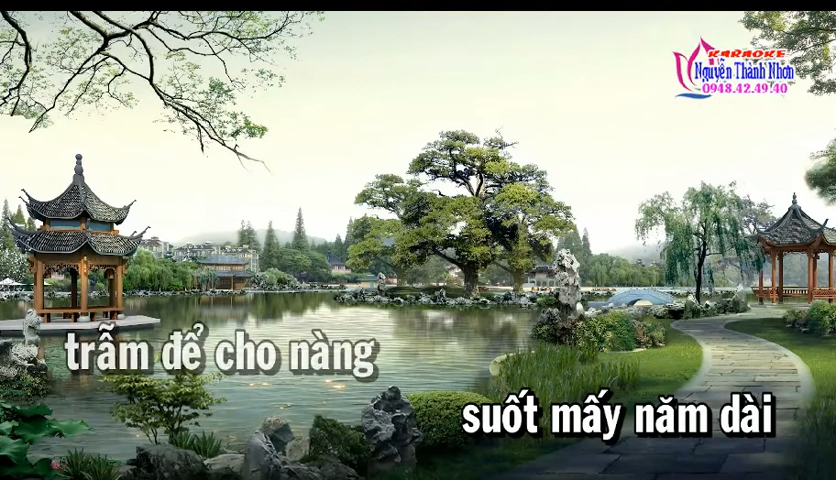 KARAOKE
Nguyễn Thành Nhơn
0948.42.49.40
trẫm để cho nàng
suốt mấy năm dài